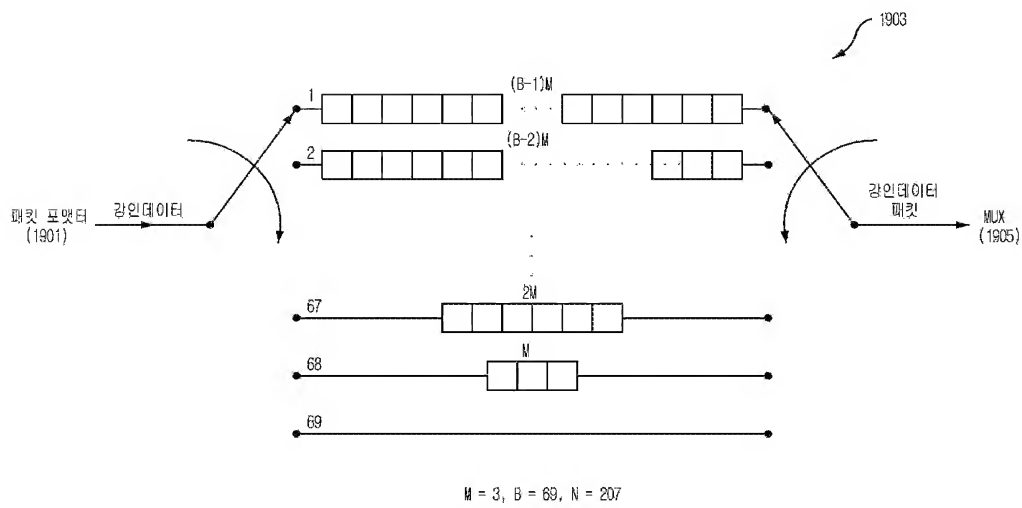 1903
(B-1)M
1
(B-2)M
2
패킷 포맷터
(1901)
강인데이터
강인데이터
패킷
MUX
(1905)
2M
67
M
68
69
M = 3, B = 69, N = 207